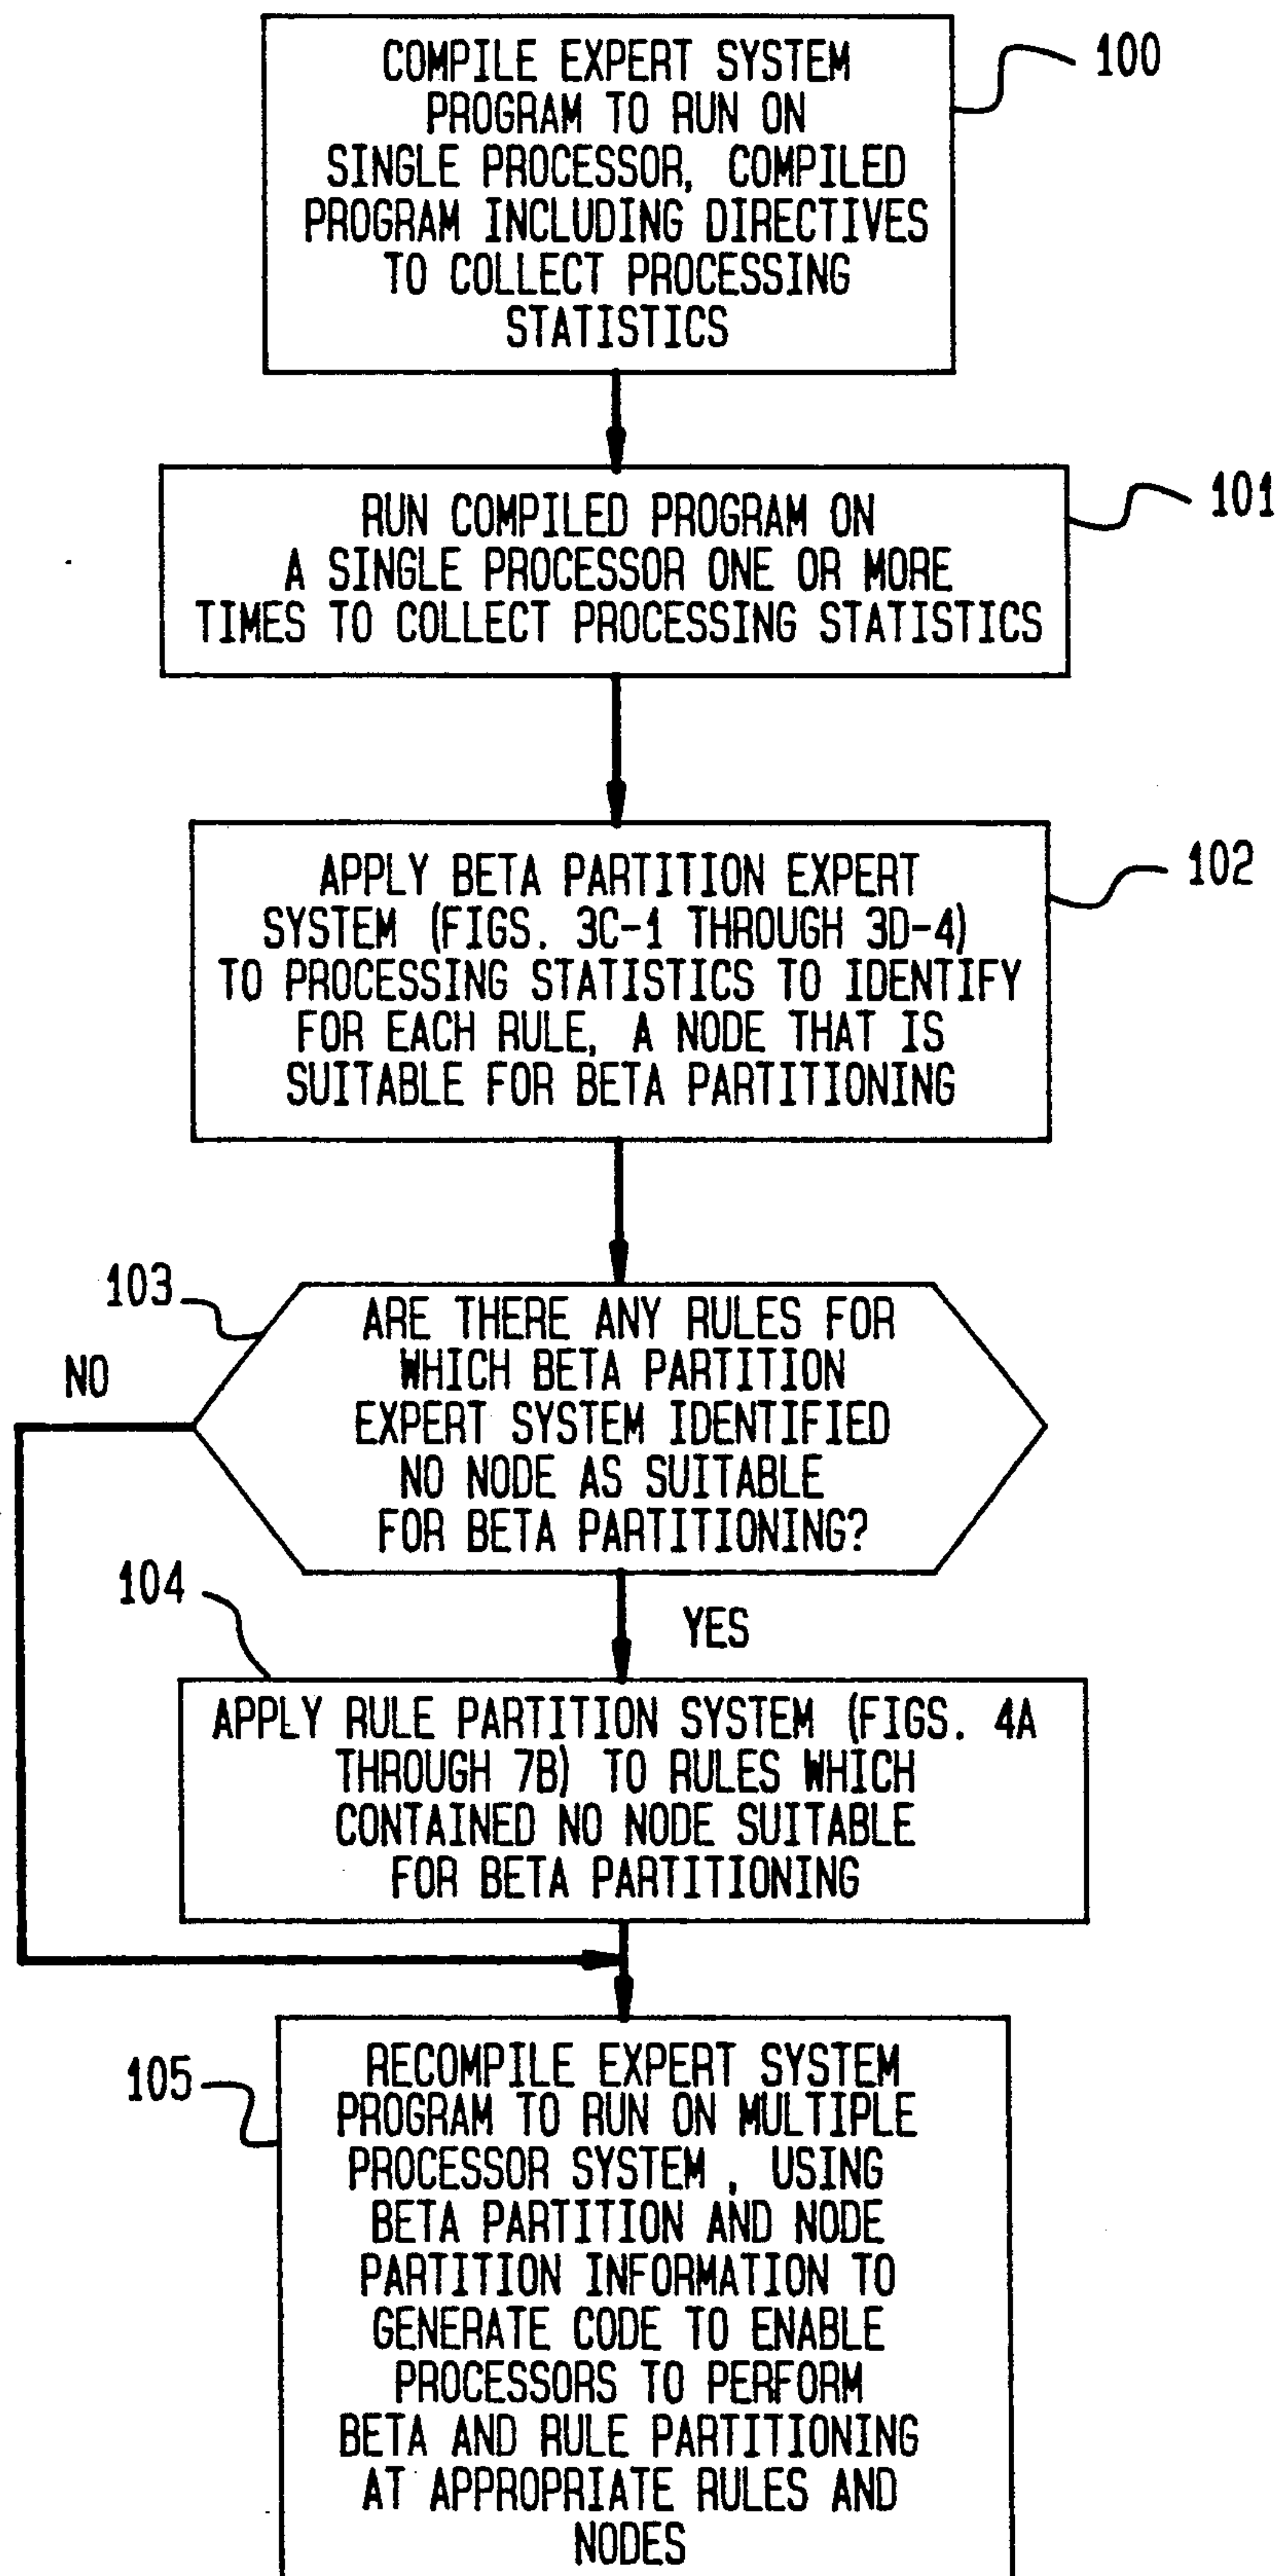 COMPILE EXPERT SYSTEM
PROGRAM TO RUN ON
SINGLE PROCESSOR, COMPILED
PROGRAM INCLUDING DIRECTIVES
TO COLLECT PROCESSING
STATISTICS
100
RUN COMPILED PROGRAM ON
A SINGLE PROCESSOR ONE OR MORE
TIMES TO COLLECT PROCESSING STATISTICS
101
APPLY BETA PARTITION EXPERT
SYSTEM (FIGS. 3C-1 THROUGH 3D-4)
TO PROCESSING STATISTICS TO IDENTIFY
FOR EACH RULE, A NODE THAT IS
SUITABLE FOR BETA PARTITIONING
102
103
NO
ARE THERE ANY RULES FOR
WHICH BETA PARTITION
EXPERT SYSTEM IDENTIFIED
NO NODE AS SUITABLE
FOR BETA PARTITIONING?
104
YES
APPLY RULE PARTITION SYSTEM (FIGS. 4A
THROUGH 7B) TO RULES WHICH
CONTAINED NO NODE SUITABLE
FOR BETA PARTITIONING
105
RECOMPILE EXPERT SYSTEM
PROGRAM TO RUN ON MULTIPLE
PROCESSOR SYSTEM , USING
BETA PARTITION AND NODE
PARTITION INFORMATION TO
GENERATE CODE TO ENABLE
PROCESSORS TO PERFORM
BETA AND RULE PARTITIONING
AT APPROPRIATE RULES AND
NODES